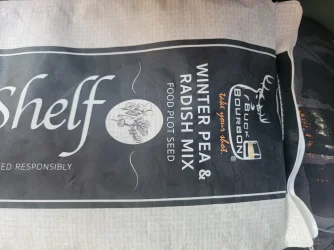 Shelf
ED RESPONSIBLY
BUCK
BOURBON®
take your shot.
WINTER PEA &
RADISH MIX
FOOD PLOT SEED